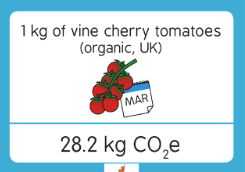 1 kg of vine cherry tomatoes
(organic, UK)
MAR
28.2 kg CO₂e